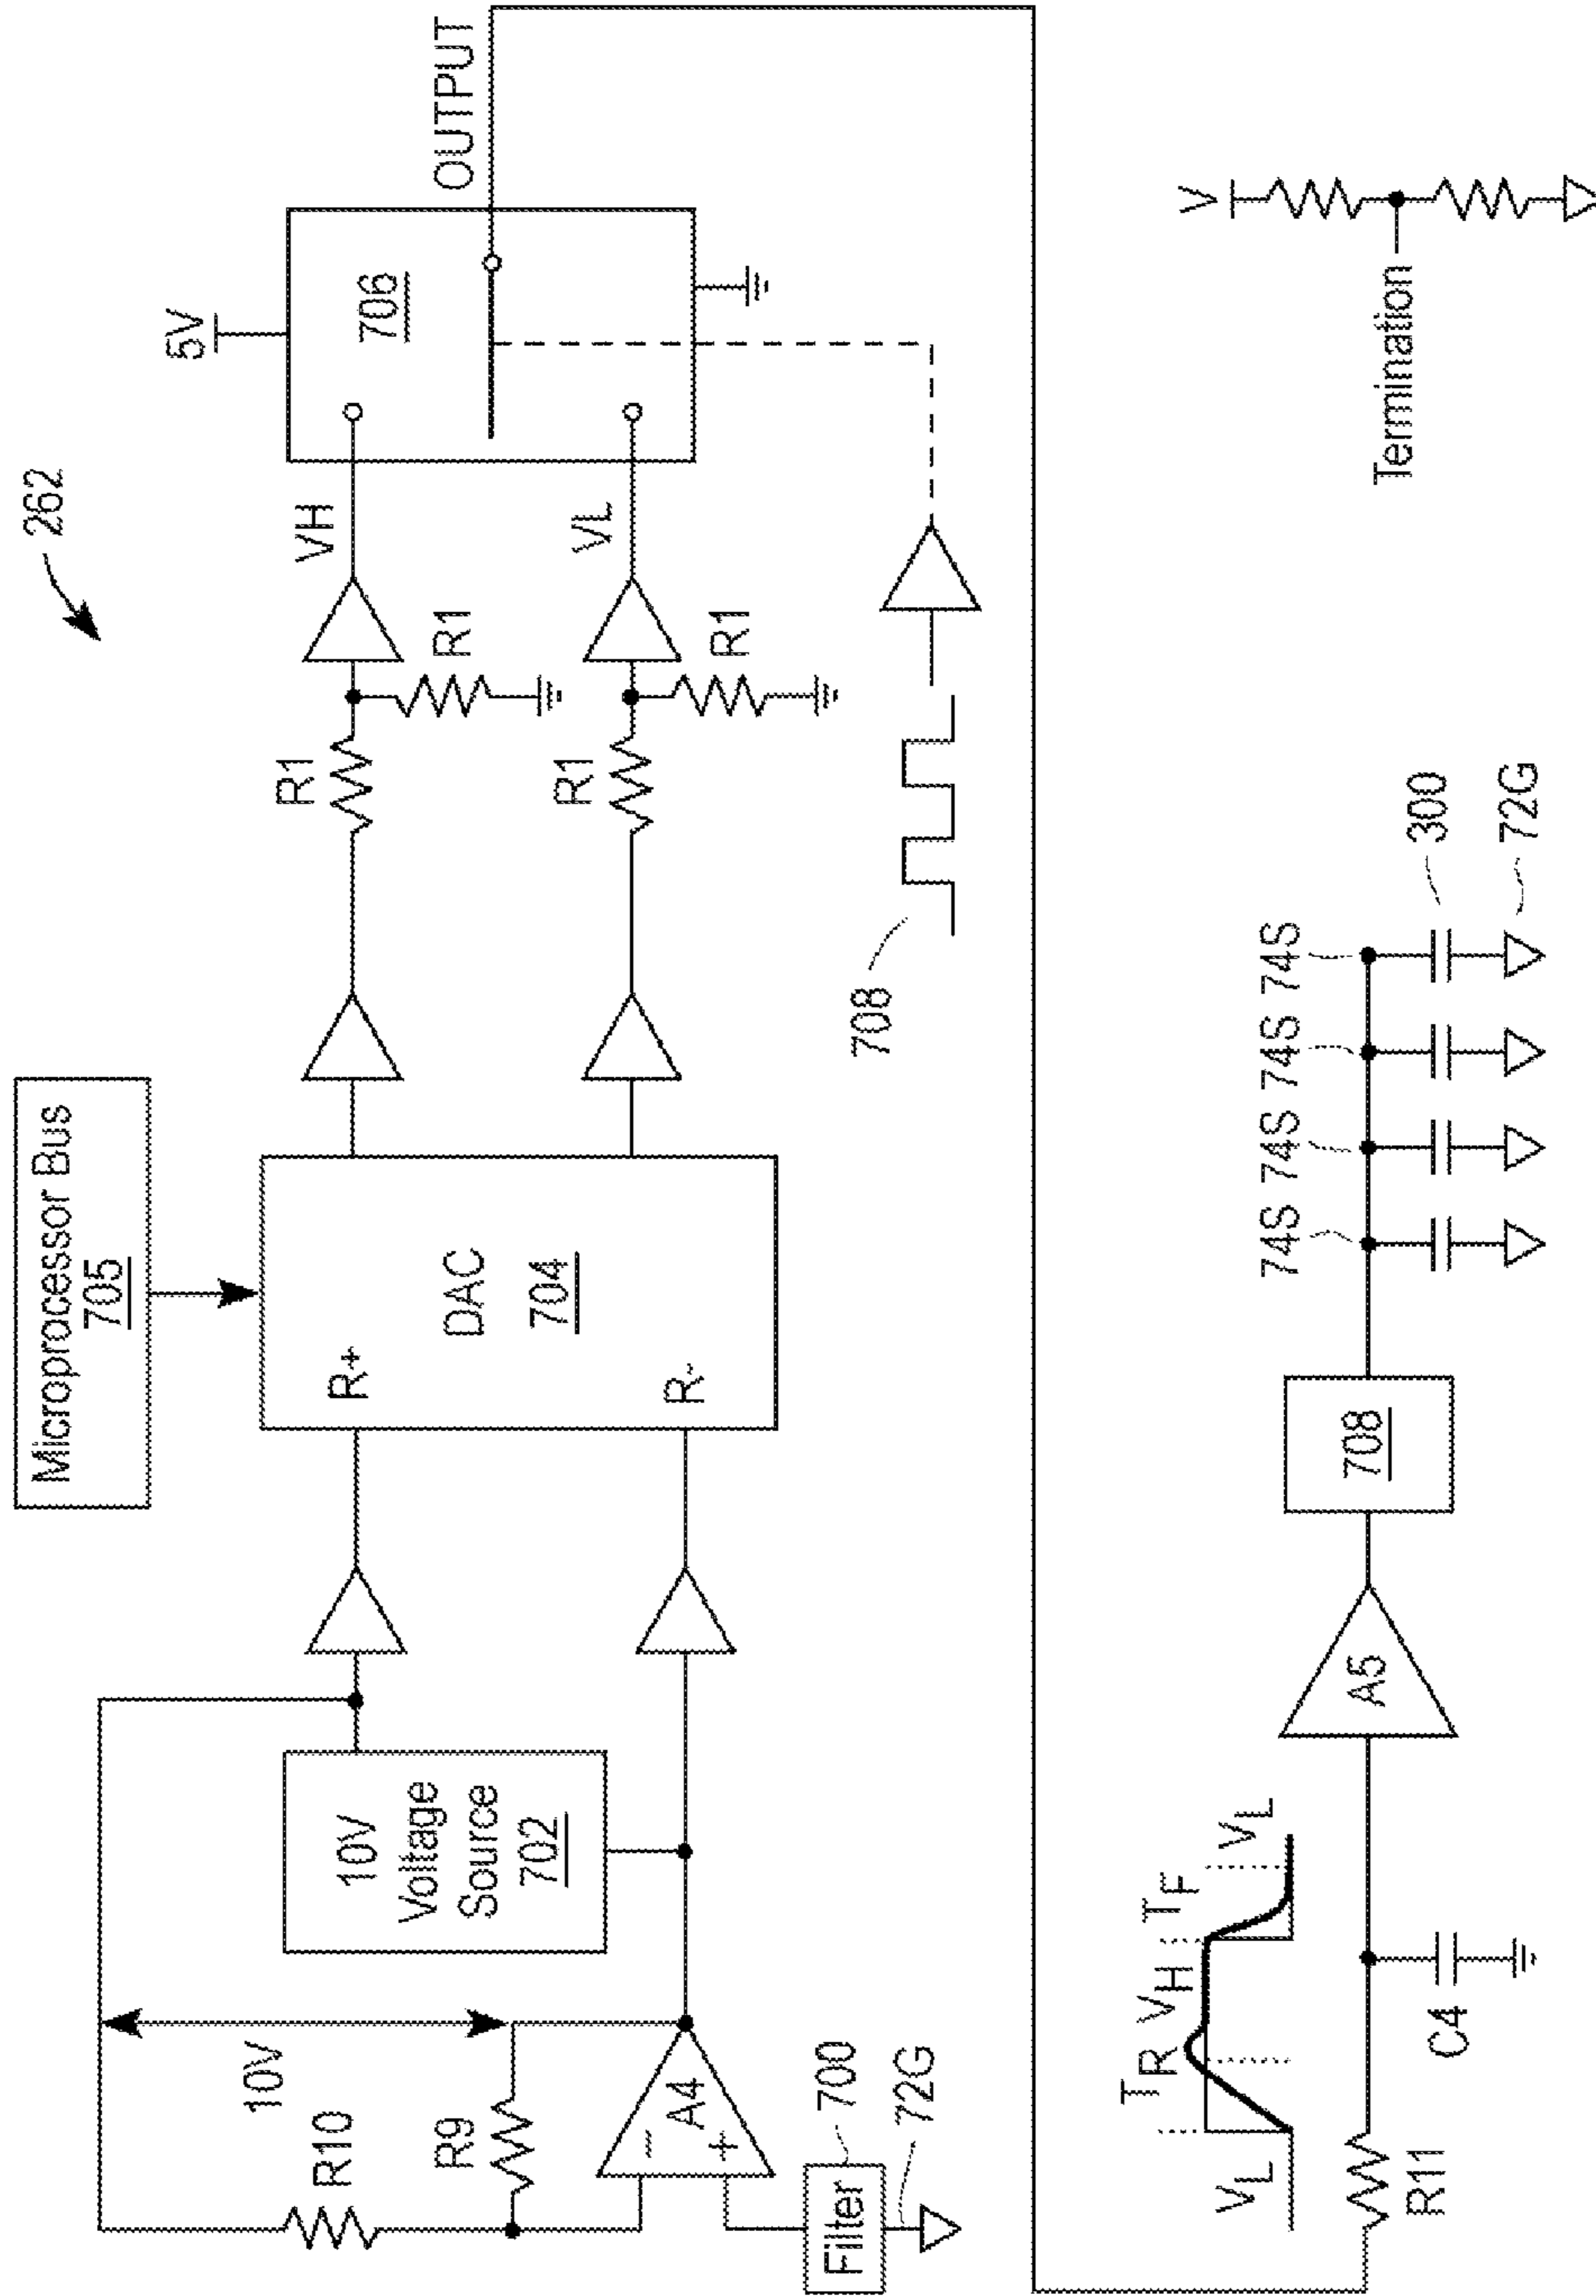 262
Microprocessor Bus
705
5V
10V
R10
R9
10V
Voltage
Source
702
R+
R-
DAC
704
R1
R1
R1
R1
VH
VL
706
OUTPUT
A4
−
+
Filter
700
72G
708
VL
TR
VH
TF
VL
R11
C4
A5
708
74S
74S
74S
74S
300
72G
Termination
V